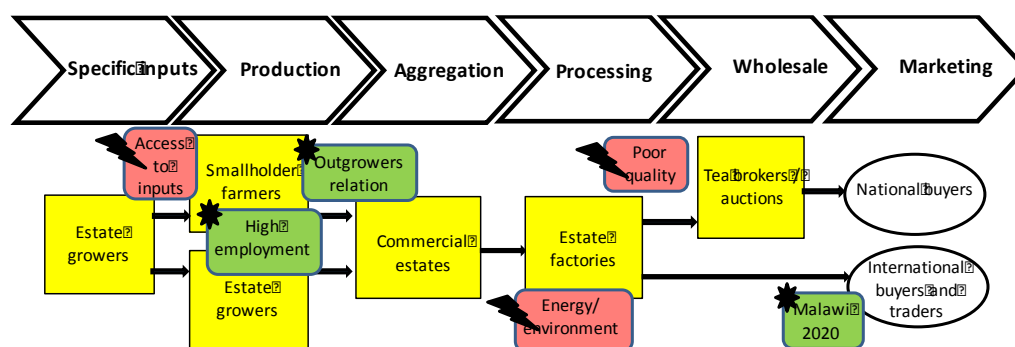 Specific inputs
Production
Aggregation
Processing
Wholesale
Marketing
Access
to
inputs
Smallholder
farmers
Outgrowers
relation
Poor
quality
Tea brokers /
auctions
National buyers
Estate
growers
High
employment
Commercial
estates
Estate
factories
Estate
growers
Energy/
environment
International
buyers and
traders
Malawi
2020